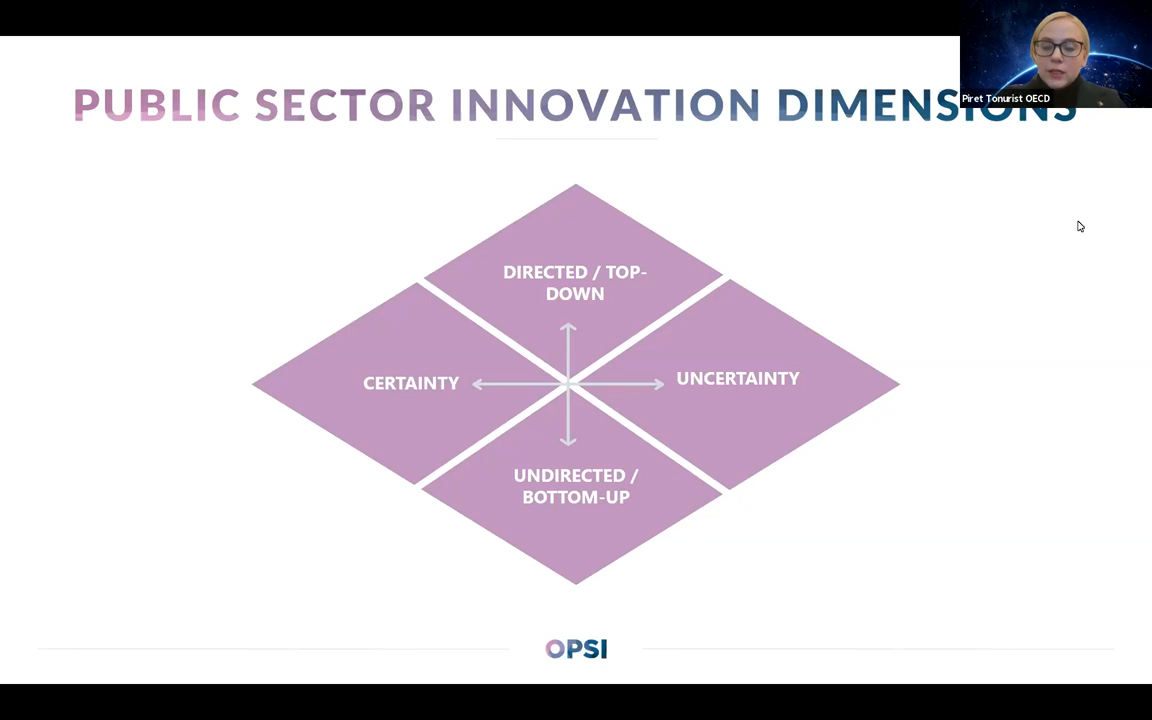 PUBLIC SECTOR INNOVATION DIMENSIONS
Piret Tonurist OECD
DIRECTED / TOP-
DOWN
CERTAINTY
UNCERTAINTY
UNDIRECTED /
BOTTOM-UP
OPSI